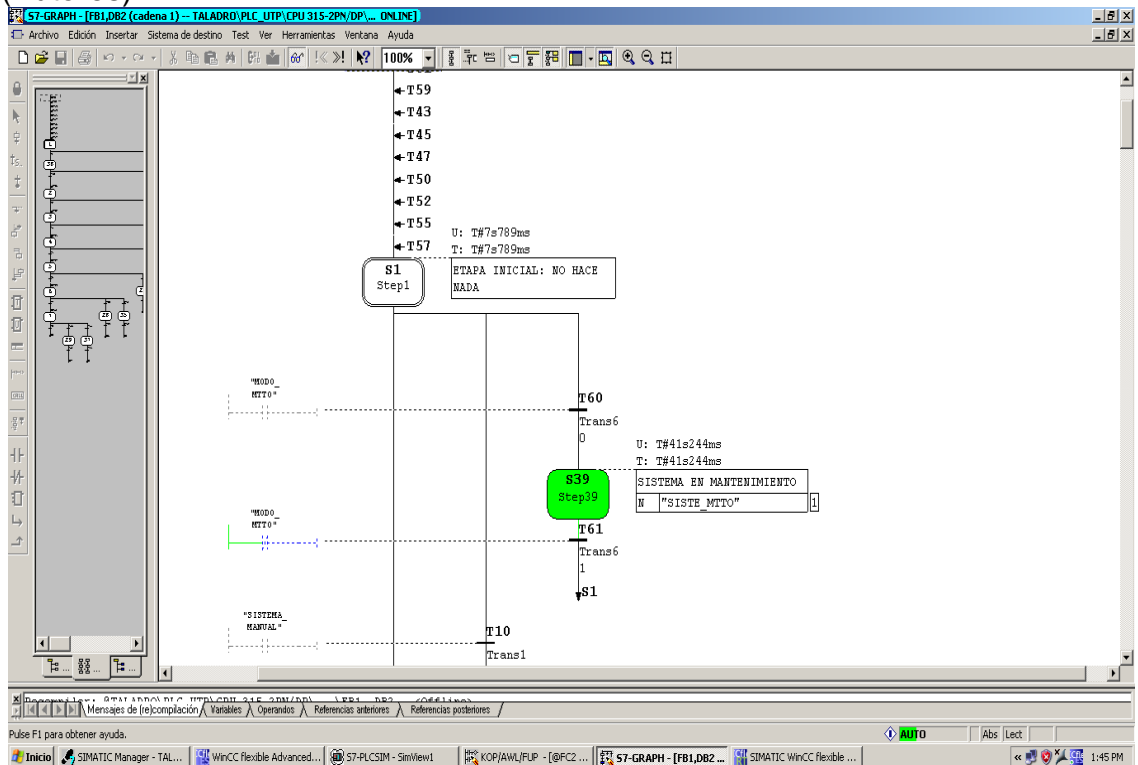 S7-GRAPH - [FB1,DB2 (cadena 1) -- TALADRO\PLC_UTP\CPU 315-2PN/DP\... ONLINE]
Archivo Edición Insertar Sistema de destino Test Ver Herramientas Ventana Ayuda
100%
T59
T43
T45
T47
T50
T52
T55
T57
U: T#7s789ms
T: T#7s789ms
S1
Step1
ETAPA INICIAL: NO HACE
NADA
"MODO_
MTTO"
T60
Trans6
0
U: T#41s244ms
T: T#41s244ms
S39
Step39
SISTEMA EN MANTENIMIENTO
N "SISTE_MTTO" 1
"MODO_
MTTO"
T61
Trans6
1
S1
"SISTEMA_
MANUAL"
T10
Trans1
Mensajes de (re)compilación Variables Operandos Referencias anteriores Referencias posteriores
Pulse F1 para obtener ayuda.
AUTO
Abs Lect
Inicio SIMATIC Manager - TAL... WinCC flexible Advanced... S7-PLCSIM - SimView1 KOP/AWL/FUP - [@FC2 ... S7-GRAPH - [FB1,DB2 ... SIMATIC WinCC flexible ... 1:45 PM